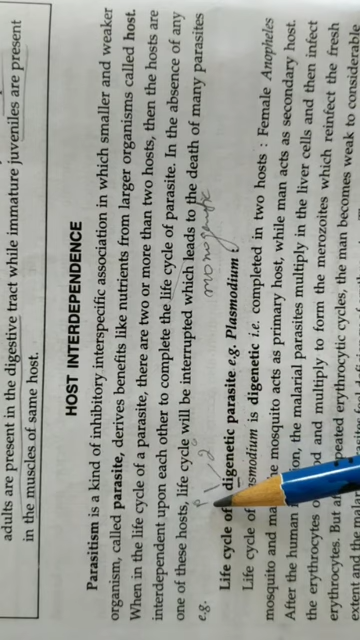 adults are present in the digestive tract while immature juveniles are present
in the muscles of same host.
HOST INTERDEPENDENCE
Parasitism is a kind of inhibitory interspecific association in which smaller and weaker
organism, called parasite, derives benefits like nutrients from larger organisms called host.
When in the life cycle of a parasite, there are two or more than two hosts, then the hosts are
interdependent upon each other to complete the life cycle of parasite. In the absence of any
one of these hosts, life cycle will be interrupted which leads to the death of many parasites
e.g.
monogenetic
P 2
Life cycle of digenetic parasite e.g. Plasmodium
Life cycle of is digenetic i.e. completed in two hosts : Female Anopheles
mosquito and mosquito acts as primary host, while man acts as secondary host.
After the human the malarial parasites multiply in the liver cells and then infect
the erythrocytes and multiply to form the merozoites which reinfect the fresh
erythrocytes. But erythrocytic cycles, the man becomes weak to considerable
extent and the